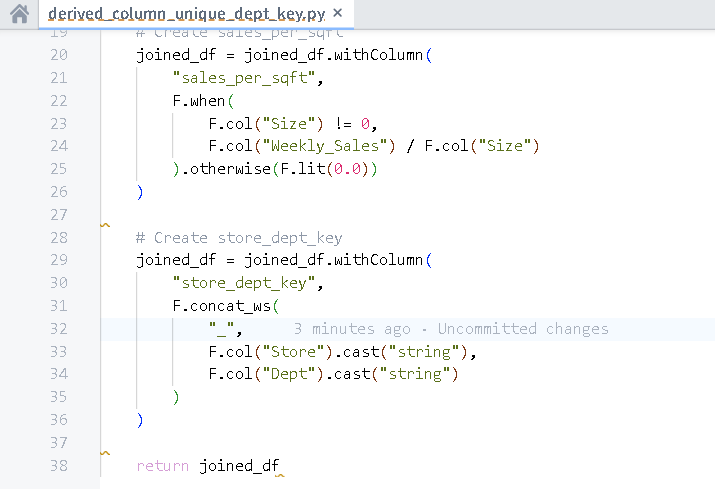 derived_column_unique_dept_key.py ×
19 # Create sales_per_sqft
20 joined_df = joined_df.withColumn(
21 "sales_per_sqft",
22 F.when(
23 F.col("Size") != 0,
24 F.col("Weekly_Sales") / F.col("Size")
25 ).otherwise(F.lit(0.0))
26 )
27
28 # Create store_dept_key
29 joined_df = joined_df.withColumn(
30 "store_dept_key",
31 F.concat_ws(
32 "_", 3 minutes ago - Uncommitted changes
33 F.col("Store").cast("string"),
34 F.col("Dept").cast("string")
35 )
36 )
37
38 return joined_df